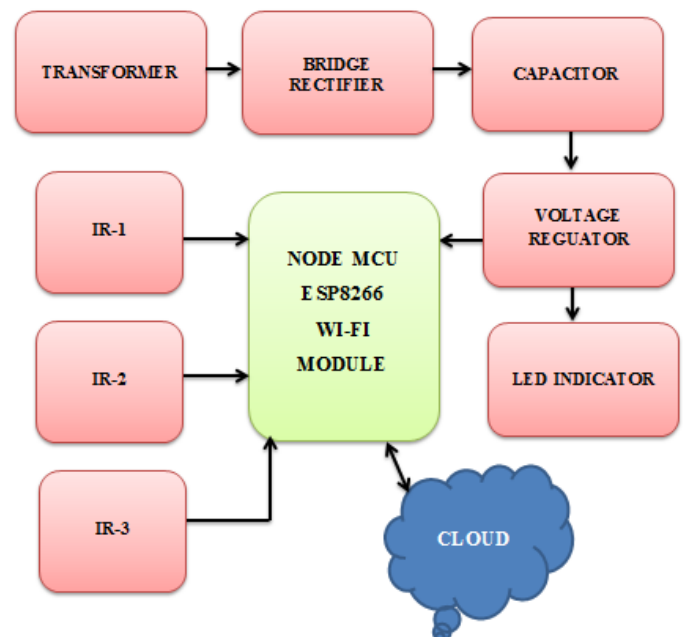 TRANSFORMER
BRIDGE
RECTIFIER
CAPACITOR
IR-1
NODE MCU
ESP8266
WI-FI
MODULE
VOLTAGE
REGUATOR
IR-2
LED INDICATOR
IR-3
CLOUD